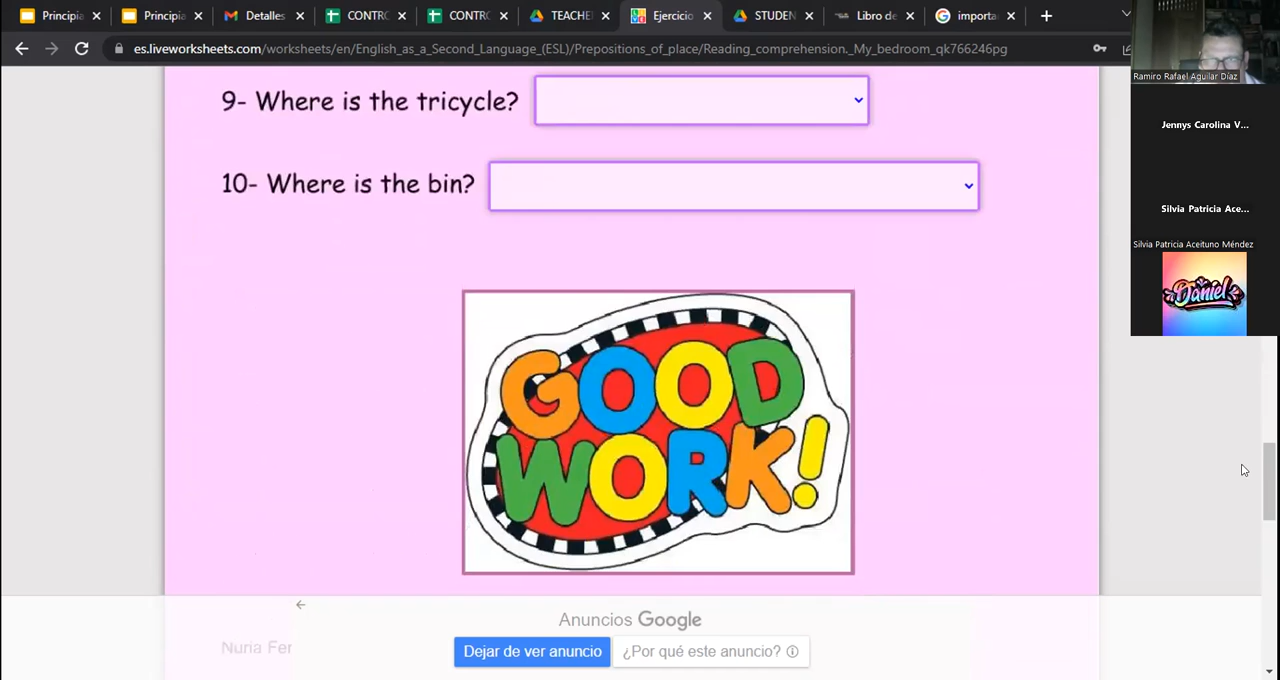 Principia
Principia
Detalles
CONTRO
CONTRO
TEACHE
Ejercicio
STUDEN
Libro de
importa
es.liveworksheets.com/worksheets/en/English_as_a_Second_Language_(ESL)/Prepositions_of_place/Reading_comprehension._My_bedroom_qk766246pg
Ramiro Rafael Aguilar Díaz
Jennys Carolina V...
Silvia Patricia Ace...
Silvia Patricia Aceituno Méndez
Daniel
9- Where is the tricycle?
10- Where is the bin?
GOOD
WORK!
Anuncios Google
Dejar de ver anuncio
¿Por qué este anuncio?
Nuria Fer